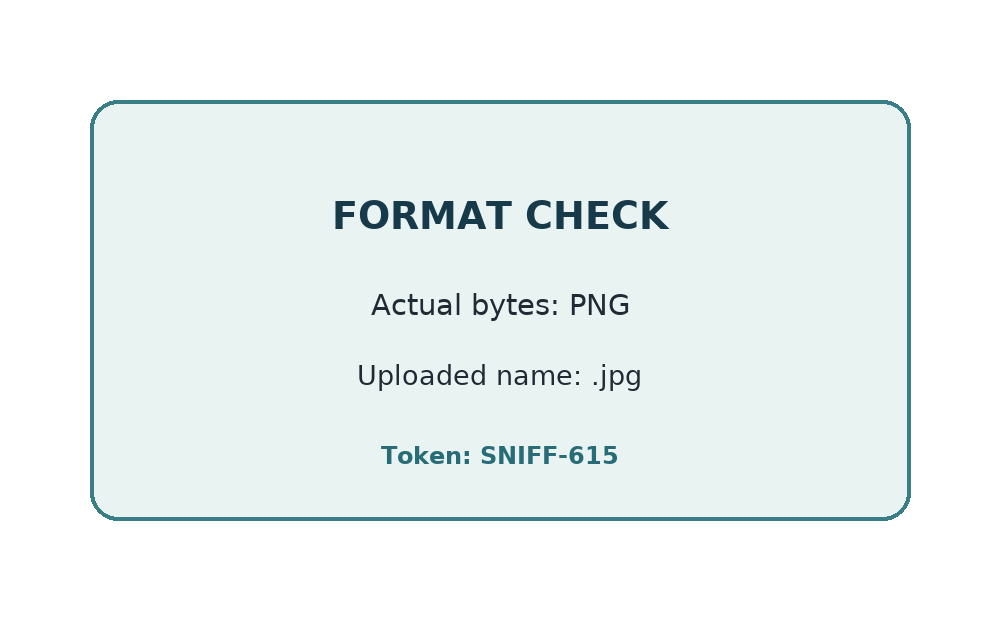 FORMAT CHECK
Actual bytes: PNG
Uploaded name: .jpg
Token: SNIFF-615